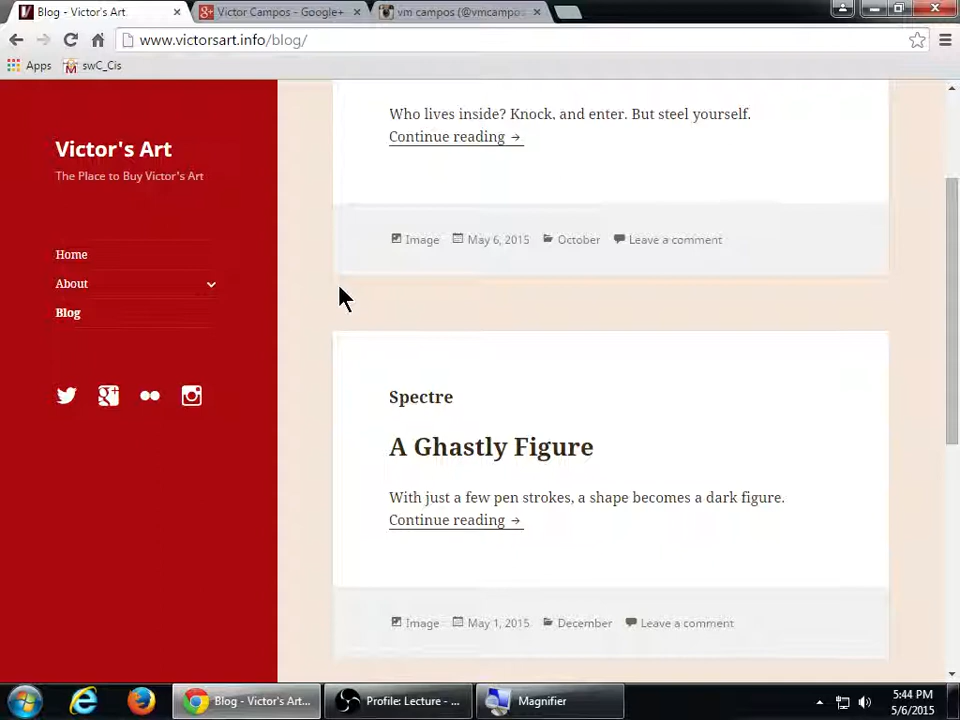 Blog - Victor's Art
Victor Campos - Google+
vm campos (@vmcampos
www.victorsart.info/blog/
Apps
swC_Cis
Victor's Art
The Place to Buy Victor's Art
Home
About
Blog
Who lives inside? Knock, and enter. But steel yourself.
Continue reading →
Image
May 6, 2015
October
Leave a comment
Spectre
A Ghastly Figure
With just a few pen strokes, a shape becomes a dark figure.
Continue reading →
Image
May 1, 2015
December
Leave a comment
Blog - Victor's Art...
Profile: Lecture - ...
Magnifier
5:44 PM
5/6/2015